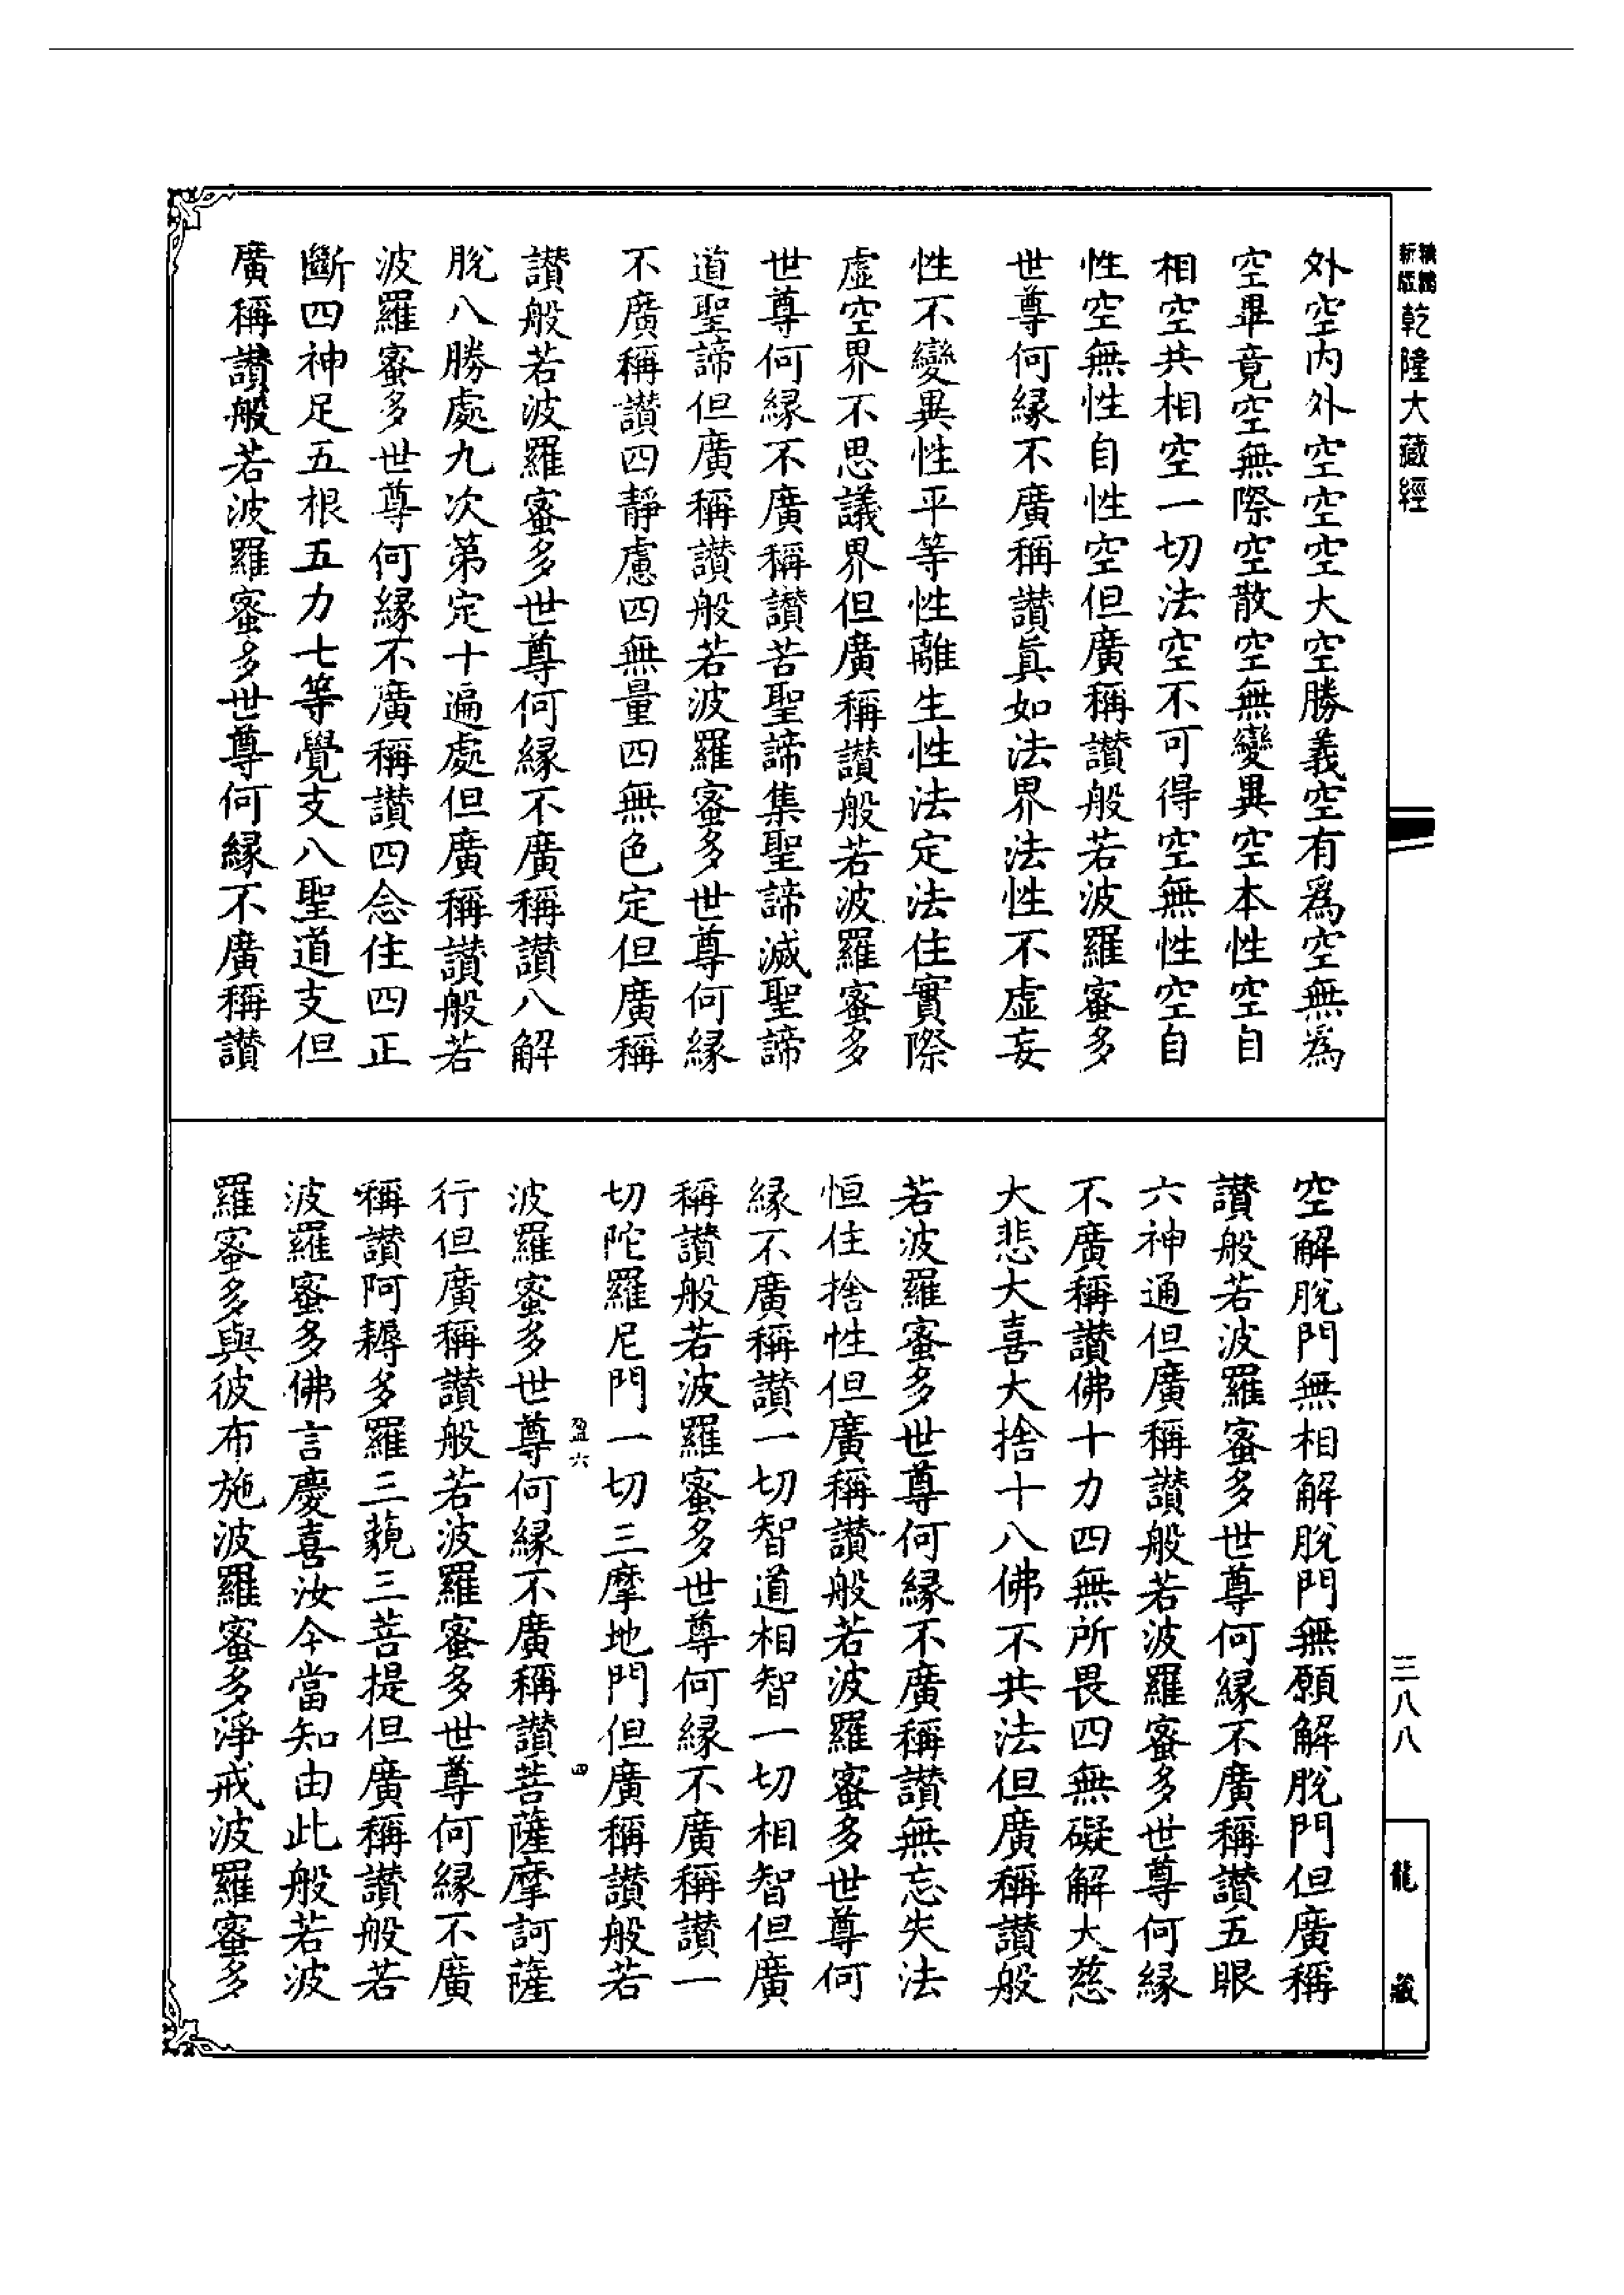 精縮新版乾隆大藏經
外空內外空空空大空勝義空有爲空無爲
空畢竟空無際空散空無變異空本性空自
相空共相空一切法空不可得空無性空自
性空無性自性空但廣稱讚般若波羅蜜多
世尊何緣不廣稱讚眞如法界法性不虛妄
性不變異性平等性離生性法定法住實際
虛空界不思議界但廣稱讚般若波羅蜜多
世尊何緣不廣稱讚苦聖諦集聖諦滅聖諦
道聖諦但廣稱讚般若波羅蜜多世尊何緣
不廣稱讚四靜慮四無量四無色定但廣稱
讚般若波羅蜜多世尊何緣不廣稱讚八解
脫八勝處九次第定十遍處但廣稱讚般若
波羅蜜多世尊何緣不廣稱讚四念住四正
斷四神足五根五力七等覺支八聖道支但
廣稱讚般若波羅蜜多世尊何緣不廣稱讚
空解脫門無相解脫門無願解脫門但廣稱
讚般若波羅蜜多世尊何緣不廣稱讚五眼
六神通但廣稱讚般若波羅蜜多世尊何緣
不廣稱讚佛十力四無所畏四無礙解大慈
大悲大喜大捨十八佛不共法但廣稱讚般
若波羅蜜多世尊何緣不廣稱讚無忘失法
恒住捨性但廣稱讚般若波羅蜜多世尊何
緣不廣稱讚一切智道相智一切相智但廣
稱讚般若波羅蜜多世尊何緣不廣稱讚一
切陀羅尼門一切三摩地門但廣稱讚般若
盈六 四
波羅蜜多世尊何緣不廣稱讚菩薩摩訶薩
行但廣稱讚般若波羅蜜多世尊何緣不廣
稱讚阿耨多羅三藐三菩提但廣稱讚般若
波羅蜜多佛言慶喜汝今當知由此般若波
羅蜜多與彼布施波羅蜜多淨戒波羅蜜多
三八八
龍藏